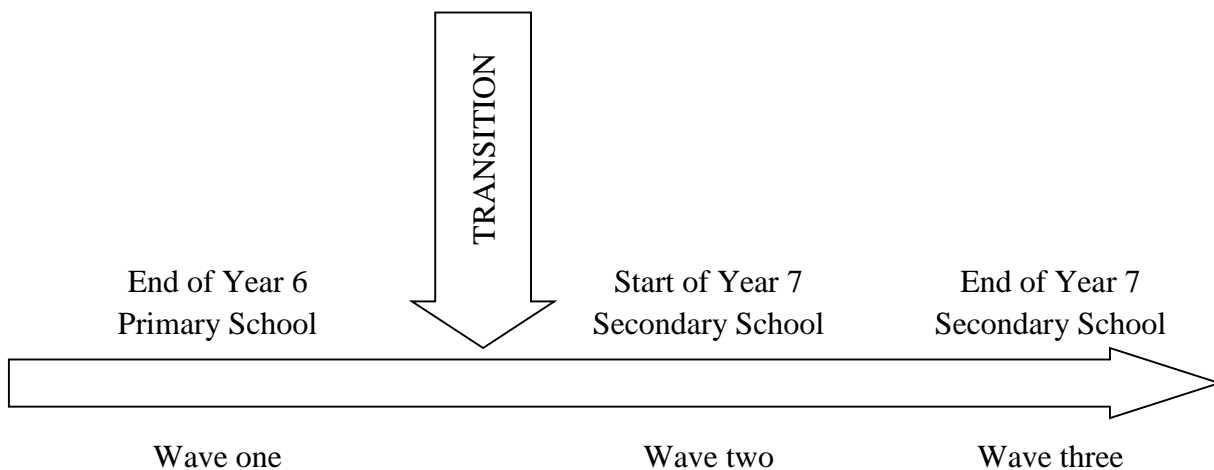 TRANSITION
End of Year 6
Primary School
Start of Year 7
Secondary School
End of Year 7
Secondary School
Wave one
Wave two
Wave three